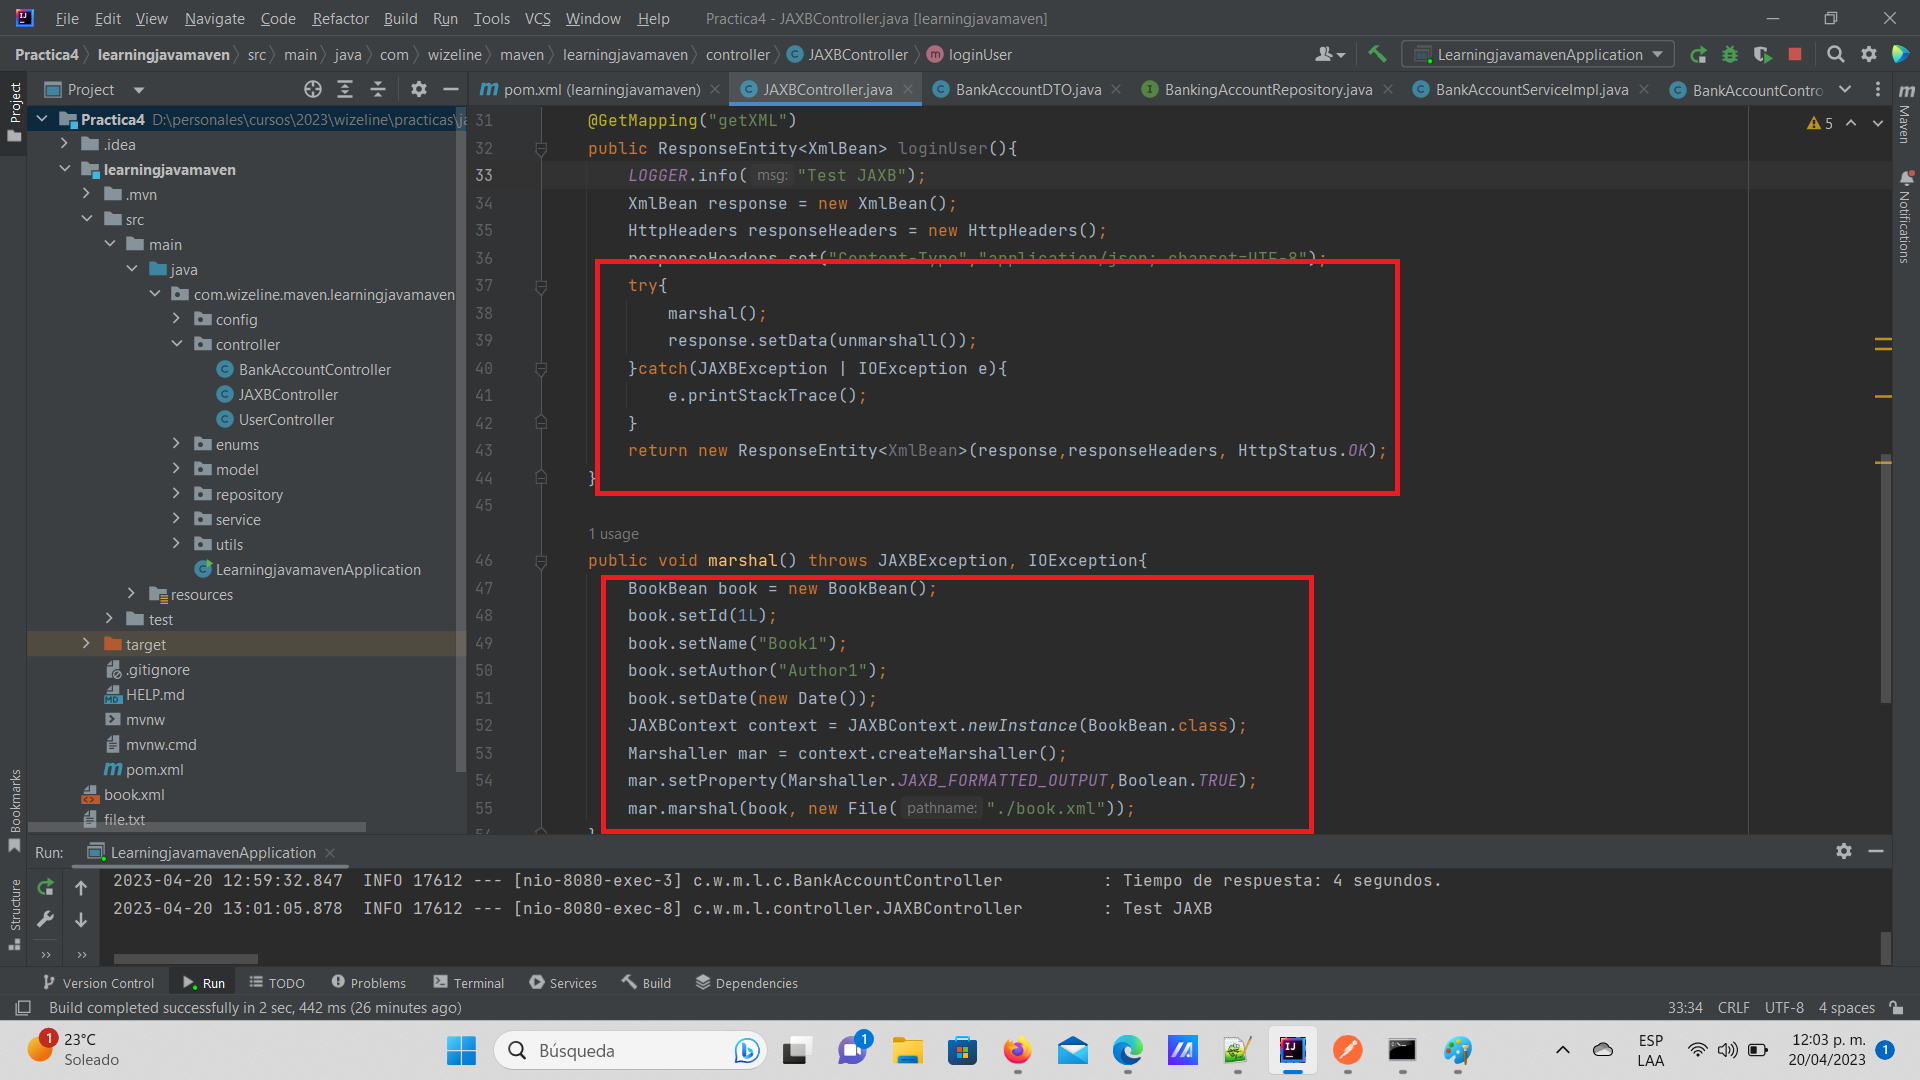 File Edit View Navigate Code Refactor Build Run Tools VCS Window Help Practica4 - JAXBController.java [learningjavamaven]
Practica4 learningjavamaven src main java com wizeline maven learningjavamaven controller JAXBController loginUser LearningjavamavenApplication
Project
pom.xml (learningjavamaven) JAXBController.java BankAccountDTO.java BankingAccountRepository.java BankAccountServiceImpl.java BankAccountContro
Project
Bookmarks
Structure
Maven
Notifications
Practica4 D:\personales\cursos\2023\wizeline\practicas\ja
.idea
learningjavamaven
.mvn
src
main
java
com.wizeline.maven.learningjavamaven
config
controller
BankAccountController
JAXBController
UserController
enums
model
repository
service
utils
LearningjavamavenApplication
resources
test
target
.gitignore
HELP.md
mvnw
mvnw.cmd
pom.xml
book.xml
file.txt
5
31 @GetMapping("getXML")
32 public ResponseEntity<XmlBean> loginUser(){
33 LOGGER.info( msg: "Test JAXB");
34 XmlBean response = new XmlBean();
35 HttpHeaders responseHeaders = new HttpHeaders();
36 responseHeaders.set("Content-Type","application/json; charset=UTF-8");
37 try{
38 marshal();
39 response.setData(unmarshall());
40 }catch(JAXBException | IOException e){
41 e.printStackTrace();
42 }
43 return new ResponseEntity<XmlBean>(response,responseHeaders, HttpStatus.OK);
44 }
45
1 usage
46 public void marshal() throws JAXBException, IOException{
47 BookBean book = new BookBean();
48 book.setId(1L);
49 book.setName("Book1");
50 book.setAuthor("Author1");
51 book.setDate(new Date());
52 JAXBContext context = JAXBContext.newInstance(BookBean.class);
53 Marshaller mar = context.createMarshaller();
54 mar.setProperty(Marshaller.JAXB_FORMATTED_OUTPUT,Boolean.TRUE);
55 mar.marshal(book, new File( pathname: "./book.xml"));
Run: LearningjavamavenApplication
2023-04-20 12:59:32.847 INFO 17612 --- [nio-8080-exec-3] c.w.m.l.c.BankAccountController : Tiempo de respuesta: 4 segundos.
2023-04-20 13:01:05.878 INFO 17612 --- [nio-8080-exec-8] c.w.m.l.controller.JAXBController : Test JAXB
Version Control Run TODO Problems Terminal Services Build Dependencies
Build completed successfully in 2 sec, 442 ms (26 minutes ago) 33:34 CRLF UTF-8 4 spaces
1 23°C
Soleado
Búsqueda
1
ESP
LAA
12:03 p. m.
20/04/2023
1